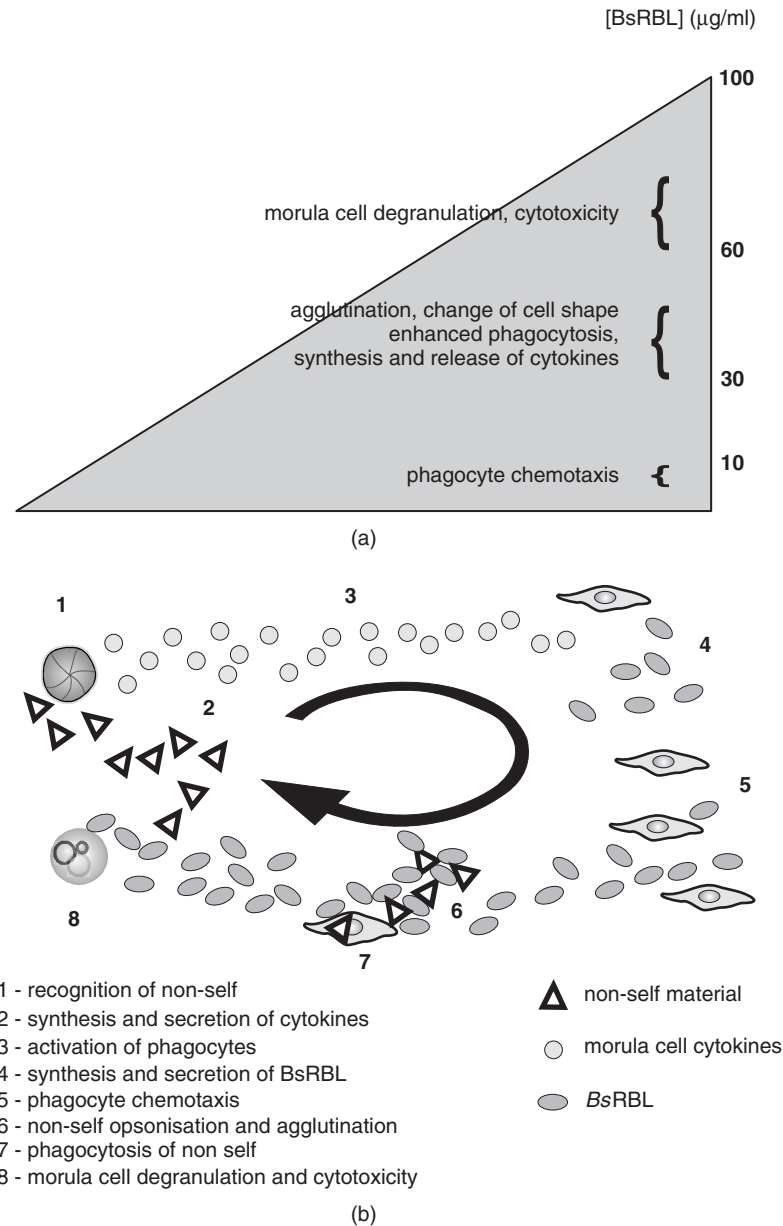 [BsRBL] (μg/ml)
100
morula cell degranulation, cytotoxicity
60
agglutination, change of cell shape
enhanced phagocytosis,
synthesis and release of cytokines
30
10
phagocyte chemotaxis
(a)
1
3
4
2
5
8
6
7
1 - recognition of non-self
2 - synthesis and secretion of cytokines
3 - activation of phagocytes
4 - synthesis and secretion of BsRBL
5 - phagocyte chemotaxis
6 - non-self opsonisation and agglutination
7 - phagocytosis of non self
8 - morula cell degranulation and cytotoxicity
non-self material
morula cell cytokines
BsRBL
(b)